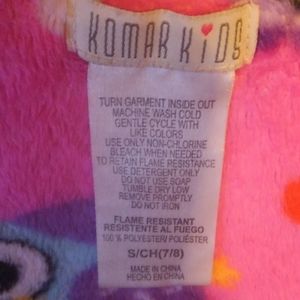 KOMAR KiDS
TURN GARMENT INSIDE OUT
MACHINE WASH COLD
GENTLE CYCLE WITH
LIKE COLORS
USE ONLY NON-CHLORINE
BLEACH WHEN NEEDED
TO RETAIN FLAME RESISTANCE
USE DETERGENT ONLY
DO NOT USE SOAP
TUMBLE DRY LOW
REMOVE PROMPTLY
DO NOT IRON
FLAME RESISTANT
RESISTENTE AL FUEGO
100 % POLYESTER/ POLIESTER
S/CH(7/8)
MADE IN CHINA
HECHO EN CHINA